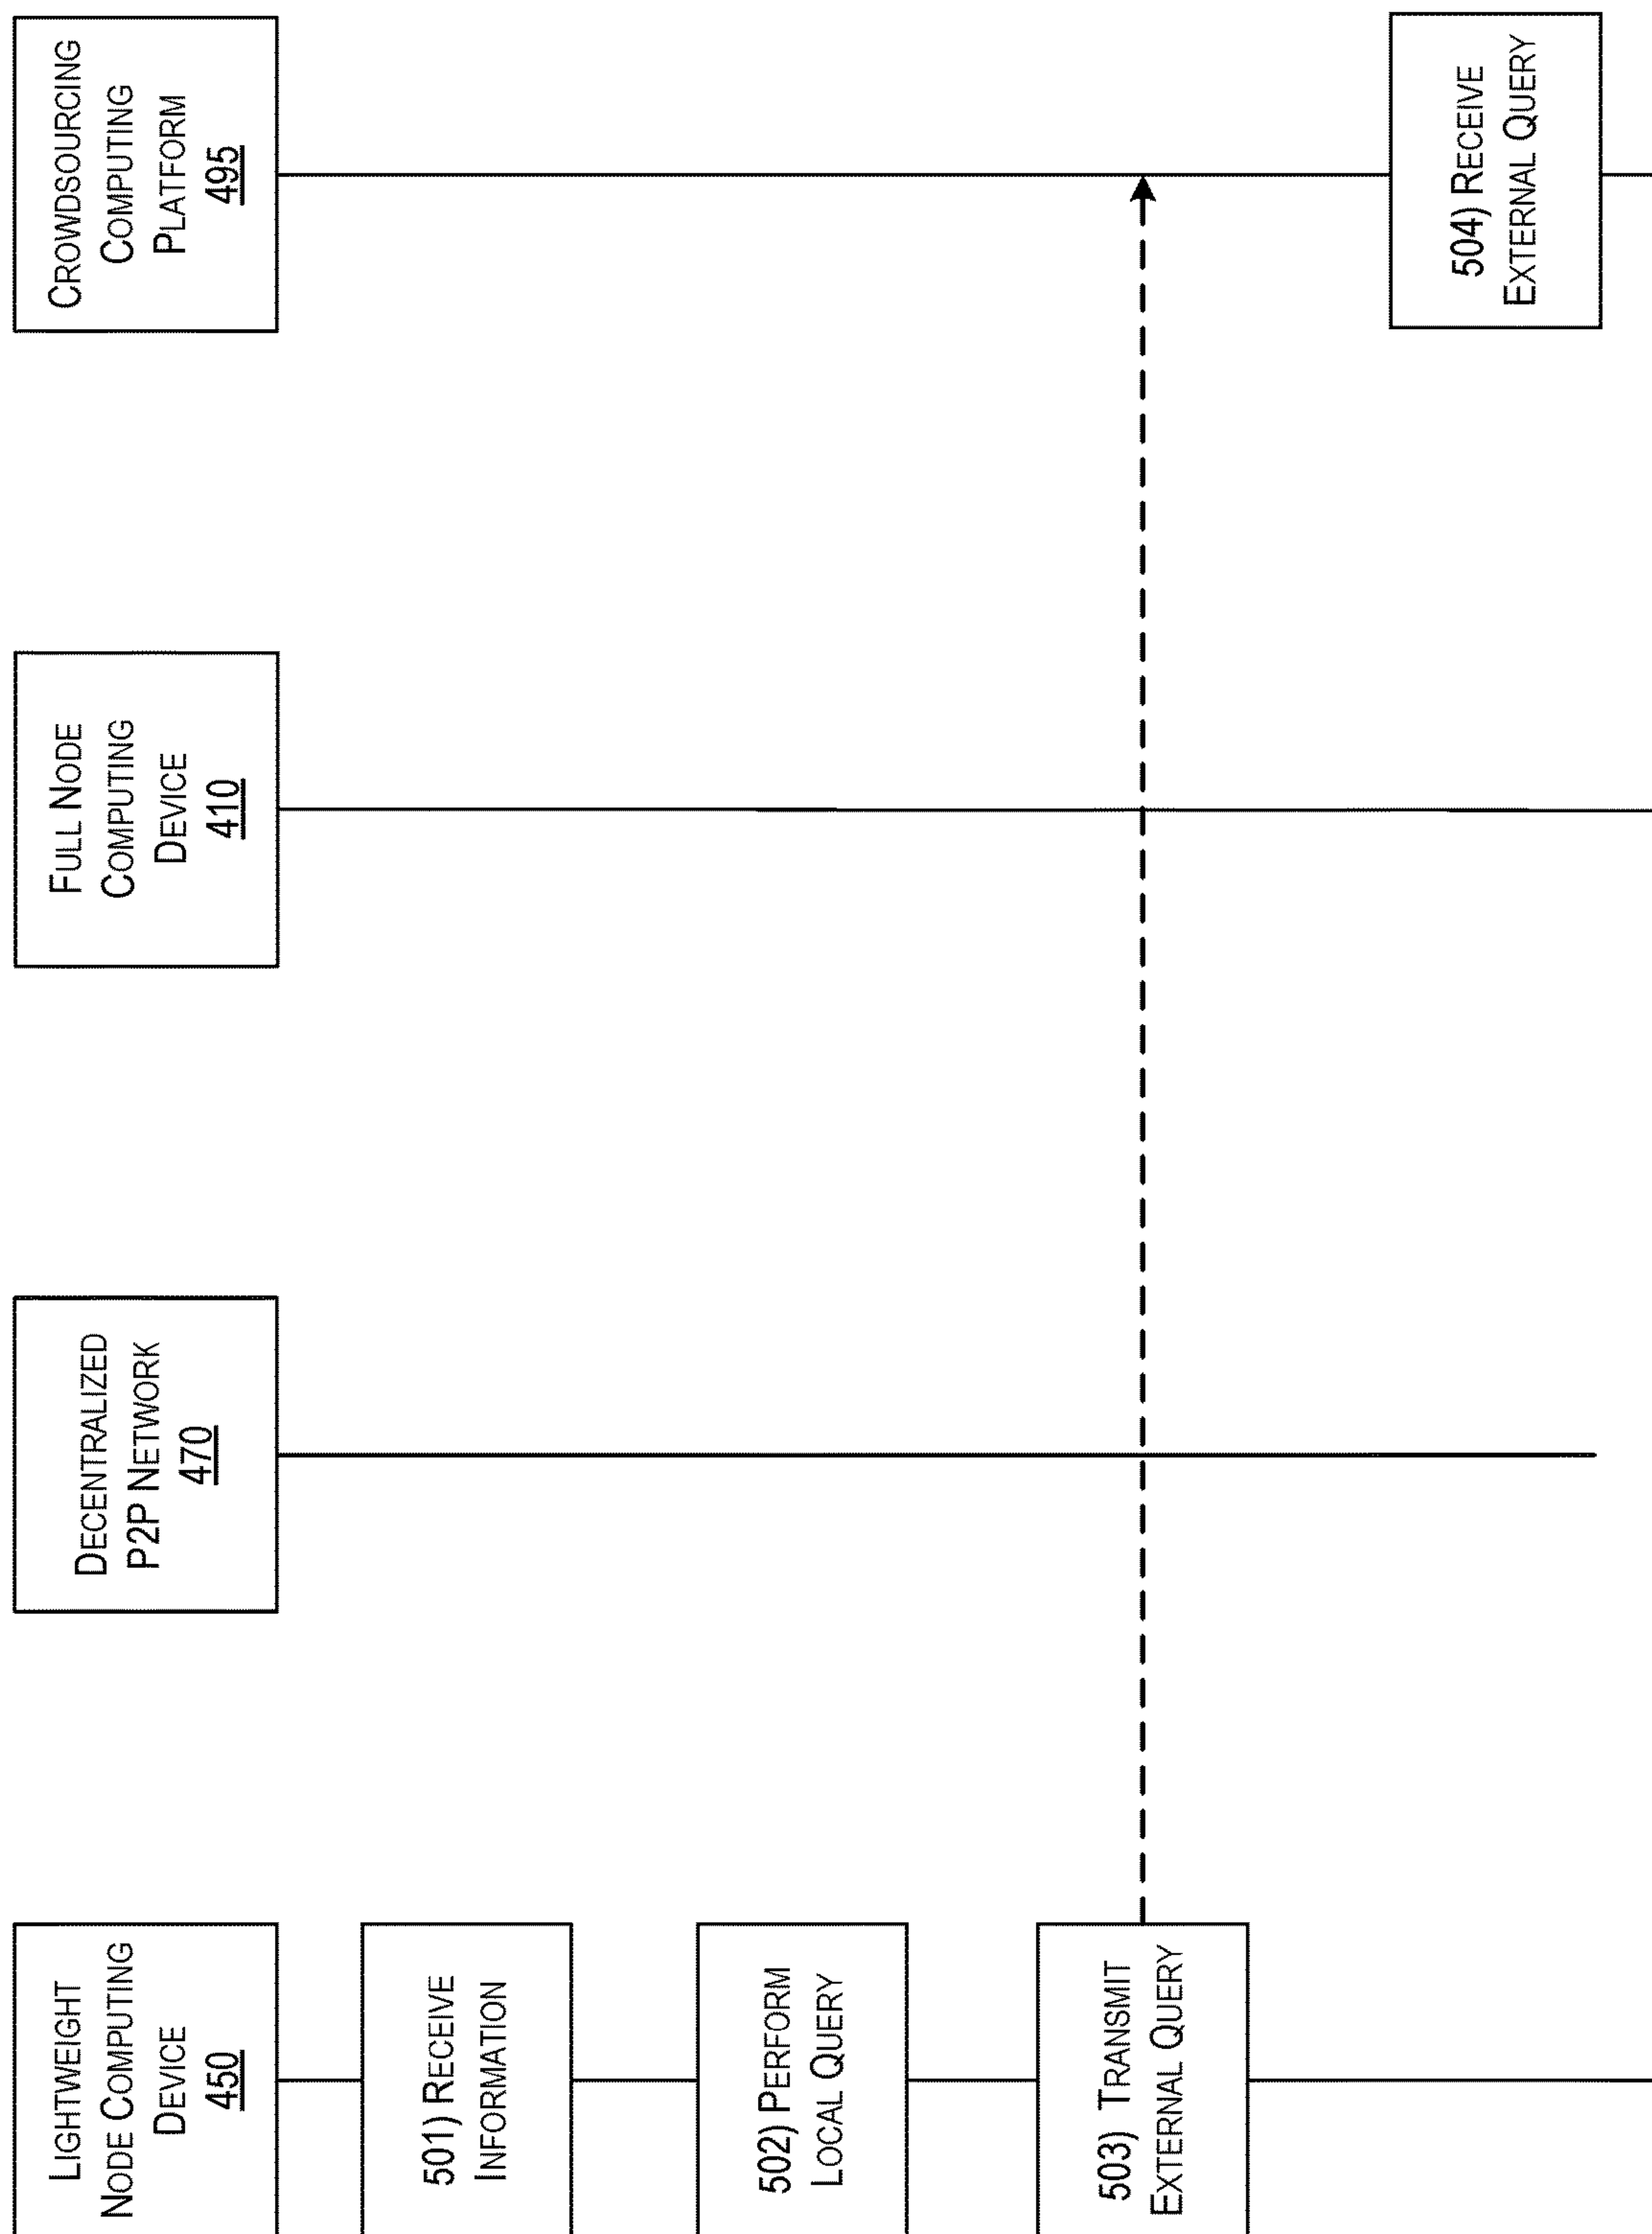 LIGHTWEIGHT
NODE COMPUTING
DEVICE
450
DECENTRALIZED
P2P NETWORK
470
FULL NODE
COMPUTING
DEVICE
410
CROWDSOURCING
COMPUTING
PLATFORM
495
501) RECEIVE
INFORMATION
502) PERFORM
LOCAL QUERY
503) TRANSMIT
EXTERNAL QUERY
504) RECEIVE
EXTERNAL QUERY